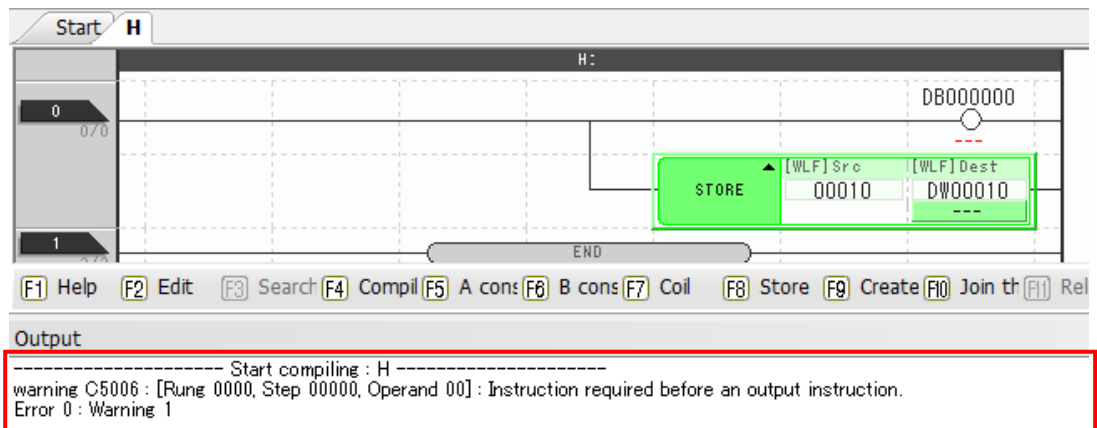 Start H
H:
0
0/0
DB000000
---
STORE
[WLF]Src
[WLF]Dest
00010
DW00010
---
1
END
F1 Help F2 Edit F3 Search F4 Compil F5 A cons F6 B cons F7 Coil F8 Store F9 Create F10 Join th F11 Rel
Output
--------------------- Start compiling : H ---------------------
warning C5006 : [Rung 0000, Step 00000, Operand 00] : Instruction required before an output instruction.
Error 0 : Warning 1